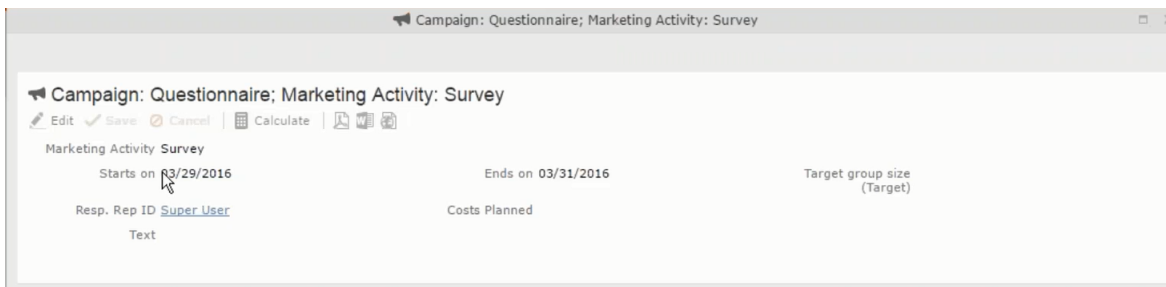 Campaign: Questionnaire; Marketing Activity: Survey
Campaign: Questionnaire; Marketing Activity: Survey
Edit Save Cancel Calculate
Marketing Activity Survey
Starts on 03/29/2016 Ends on 03/31/2016 Target group size
(Target)
Resp. Rep ID Super User Costs Planned
Text